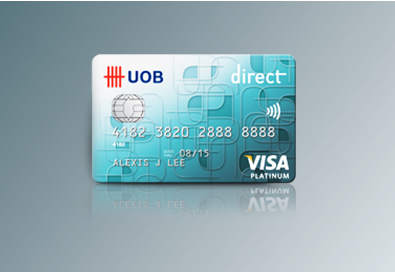 UOB direct
4182 3820 2888 8888
08/15
ALEXIS J LEE
VISA
PLATINUM